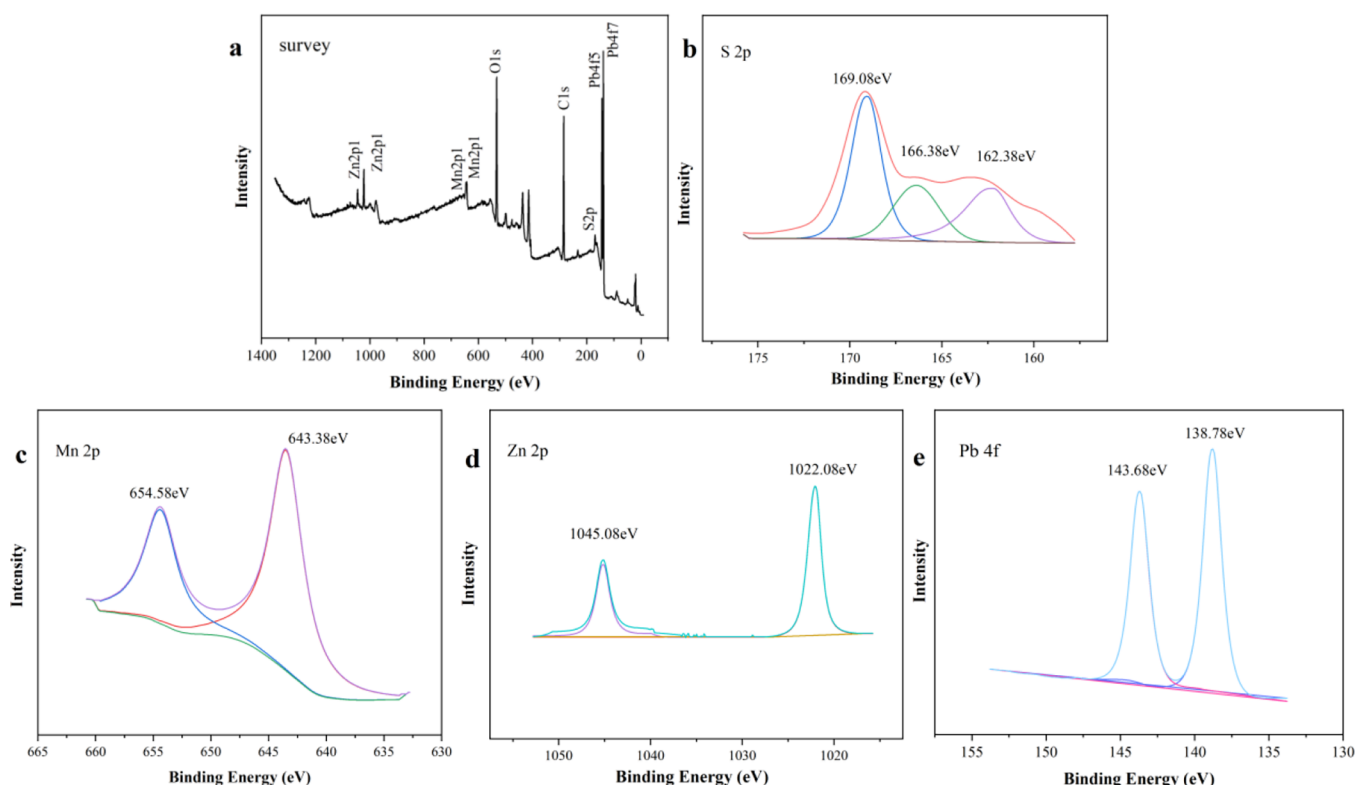 a
survey
Zn2p1
Zn2p1
Mn2p1
Mn2p1
O1s
C1s
S2p
Pb4f5
Pb4f7
Intensity
1400 1200 1000 800 600 400 200 0
Binding Energy (eV)
b
S 2p
169.08eV
166.38eV
162.38eV
Intensity
175 170 165 160
Binding Energy (eV)
c
Mn 2p
654.58eV
643.38eV
Intensity
665 660 655 650 645 640 635 630
Binding Energy (eV)
d
Zn 2p
1045.08eV
1022.08eV
Intensity
1050 1040 1030 1020
Binding Energy (eV)
e
Pb 4f
143.68eV
138.78eV
Intensity
155 150 145 140 135 130
Binding Energy (eV)